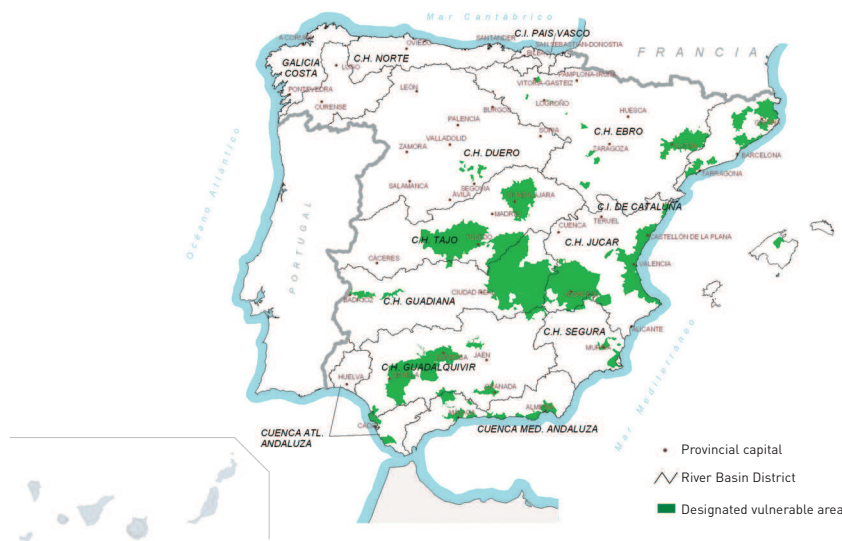 Mar Cantábrico
C.I. PAIS VASCO
A CORUÑA
OVIEDO
SANTANDER
SAN SEBASTIAN-DONOSTIA
FRANCIA
GALICIA
COSTA
C.H. NORTE
LUGO
VITORIA-GASTEIZ
PAMPLONA-IRUÑA
PONTEVEDRA
OURENSE
LEÓN
BURGOS
LOGROÑO
HUESCA
PALENCIA
SORIA
C.H. EBRO
ZARAGOZA
VALLADOLID
ZAMORA
C.H. DUERO
BARCELONA
TARRAGONA
SALAMANCA
SEGOVIA
ÁVILA
Océano Atlántico
PORTUGAL
MADRID
C.I. DE CATALUÑA
TERUEL
CUENCA
C.H. TAJO
C.H. JUCAR
CASTELLÓN DE LA PLANA
VALENCIA
CÁCERES
BADAJOZ
C.H. GUADIANA
CIUDAD REAL
C.H. SEGURA
ALICANTE
MURCIA
Mar Mediterráneo
JAÉN
C.H. GUADALQUIVIR
HUELVA
GRANADA
ALMERÍA
CUENCA ATL.
ANDALUZA
CUENCA MED. ANDALUZA
Provincial capital
River Basin District
Designated vulnerable area